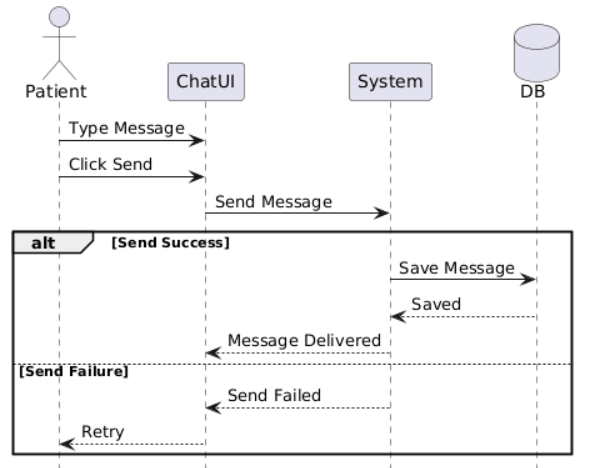 Patient
ChatUI
System
DB
Type Message
Click Send
Send Message
alt [Send Success]
Save Message
Saved
Message Delivered
[Send Failure]
Send Failed
Retry